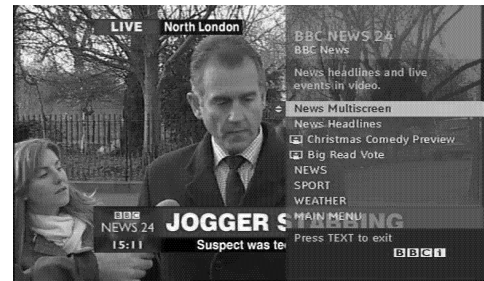 LIVE North London
BBC NEWS 24
BBC News
News headlines and live
events in video.
News Multiscreen
News Headlines
Christmas Comedy Preview
Big Read Vote
NEWS
SPORT
WEATHER
MAIN MENU
Press TEXT to exit
BBC 1
BBC
NEWS 24
15:11
JOGGER STABBING
Suspect was